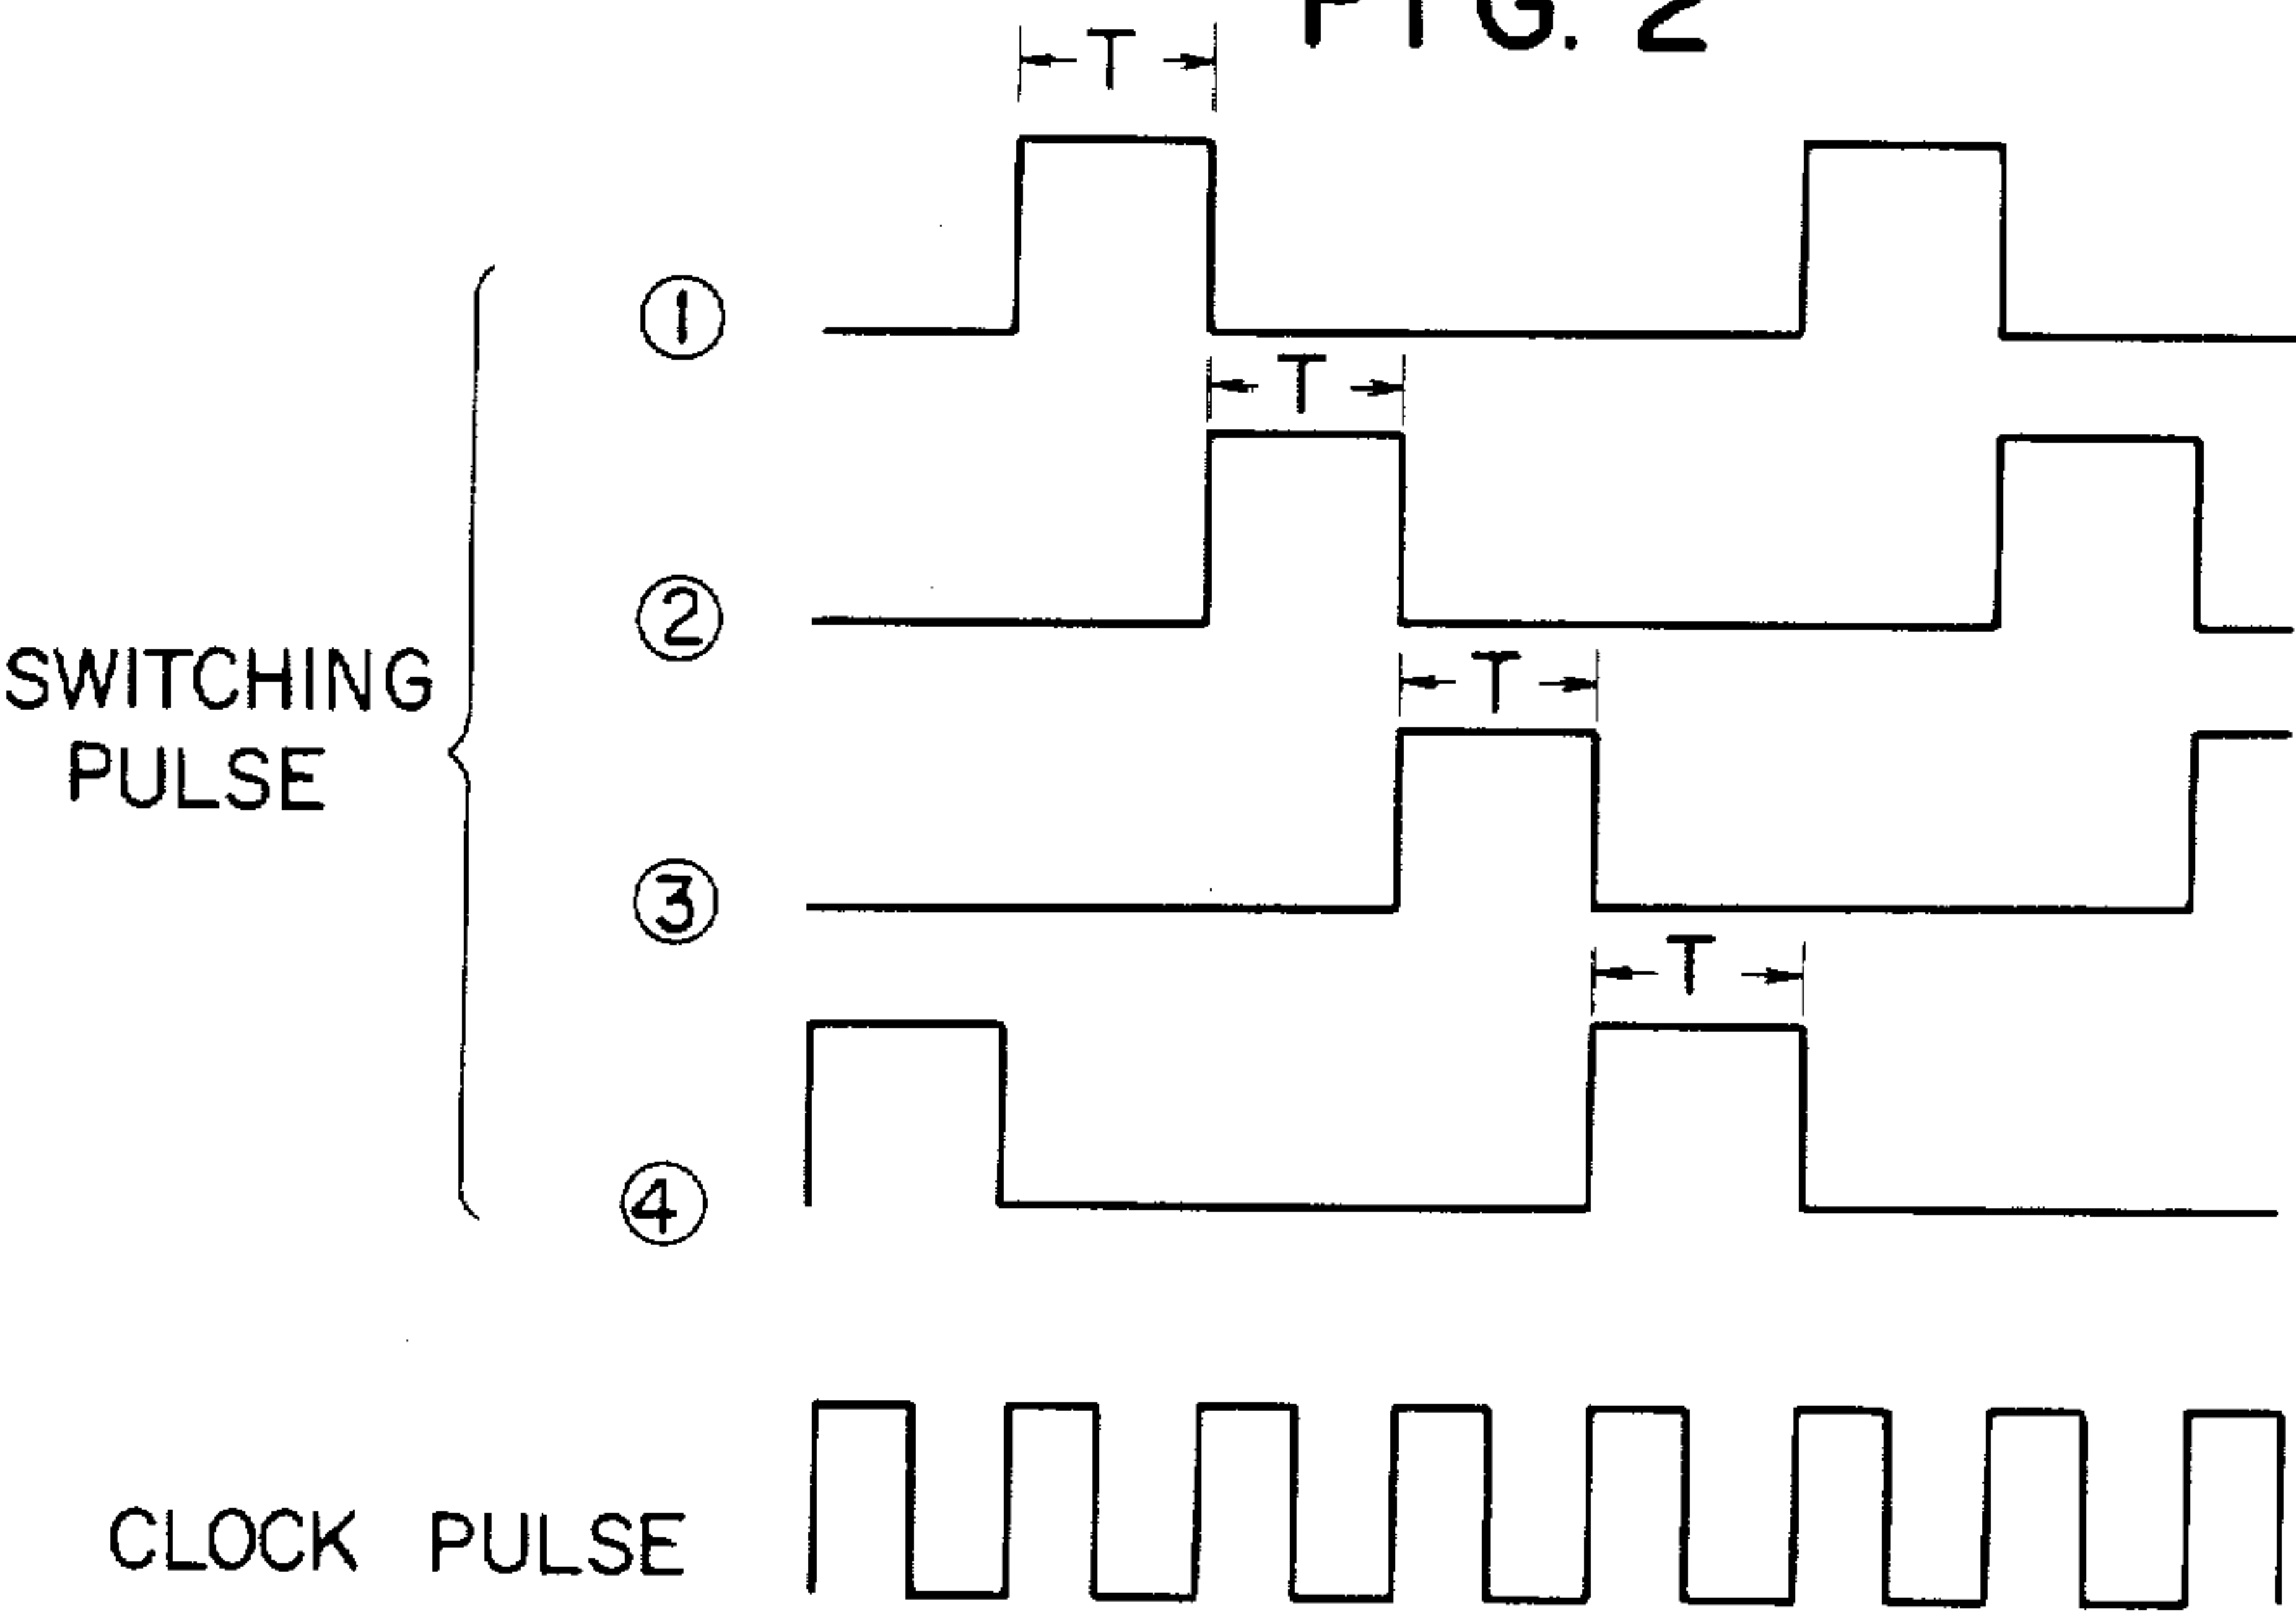 FIG. 2
T
①
T
②
SWITCHING
PULSE
T
③
T
④
CLOCK PULSE